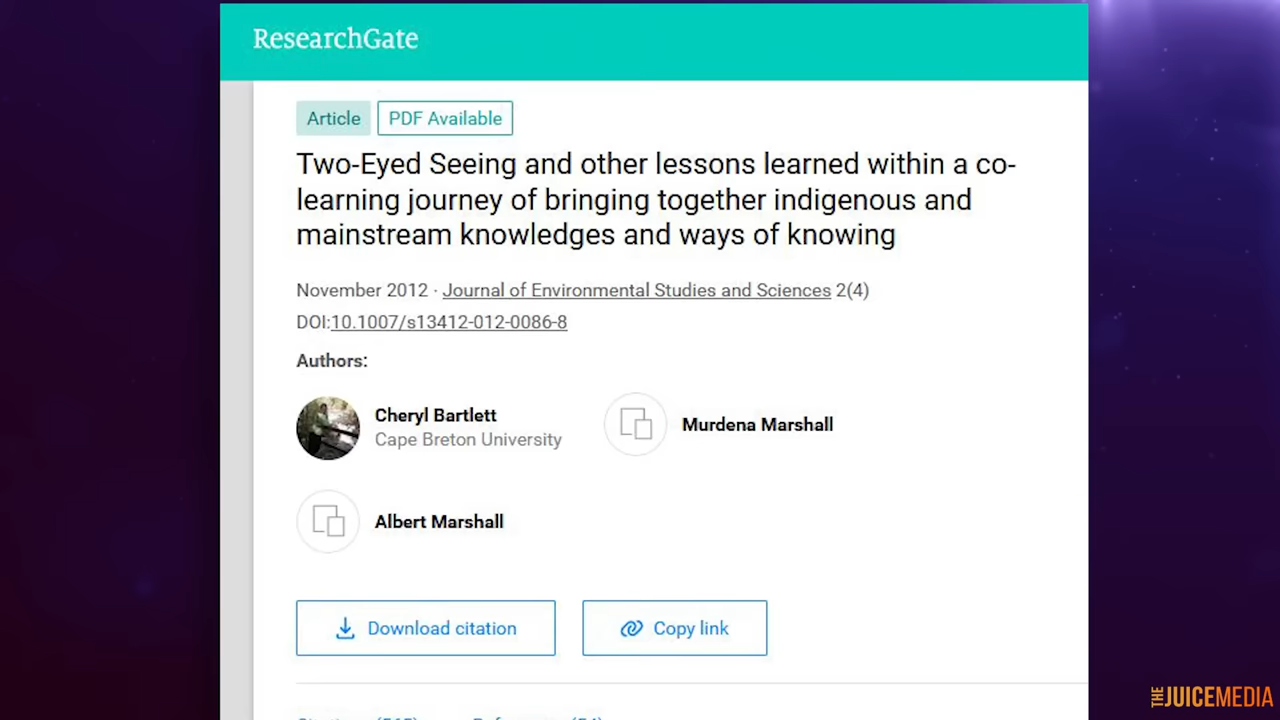 ResearchGate
Article PDF Available
Two-Eyed Seeing and other lessons learned within a co-
learning journey of bringing together indigenous and
mainstream knowledges and ways of knowing
November 2012 · Journal of Environmental Studies and Sciences 2(4)
DOI:10.1007/s13412-012-0086-8
Authors:
Cheryl Bartlett
Cape Breton University
Murdena Marshall
Albert Marshall
Download citation
Copy link
THE JUICEMEDIA